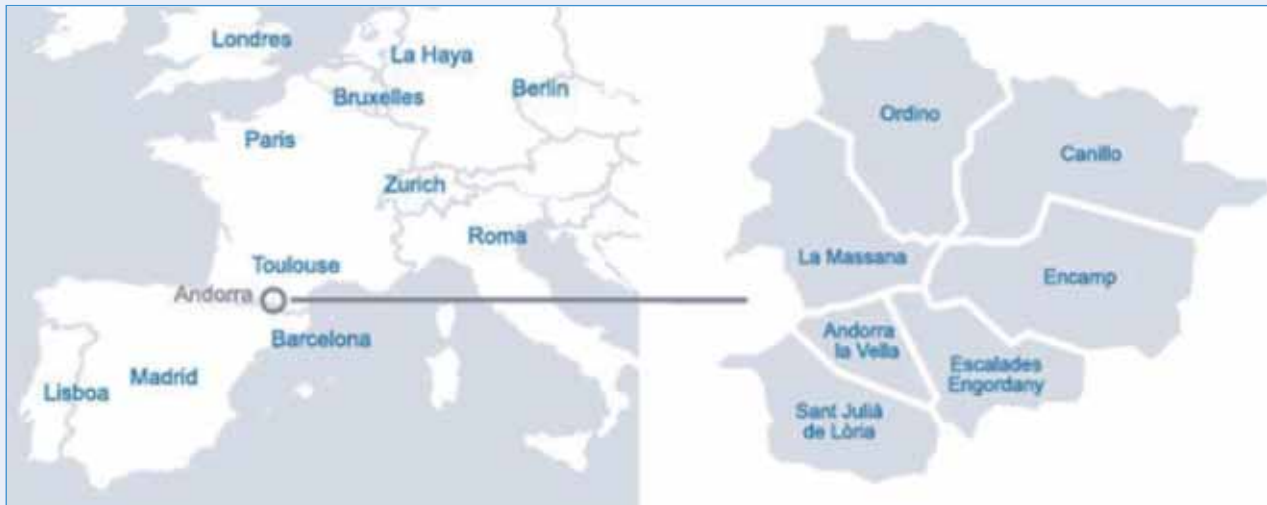 Londres
La Haya
Bruxelles
Berlin
Paris
Zurich
Roma
Toulouse
Andorra
Barcelona
Madrid
Lisboa
Ordino
Canillo
La Massana
Encamp
Andorra
la Vella
Escalades
Engordany
Sant Julià
de Lòria